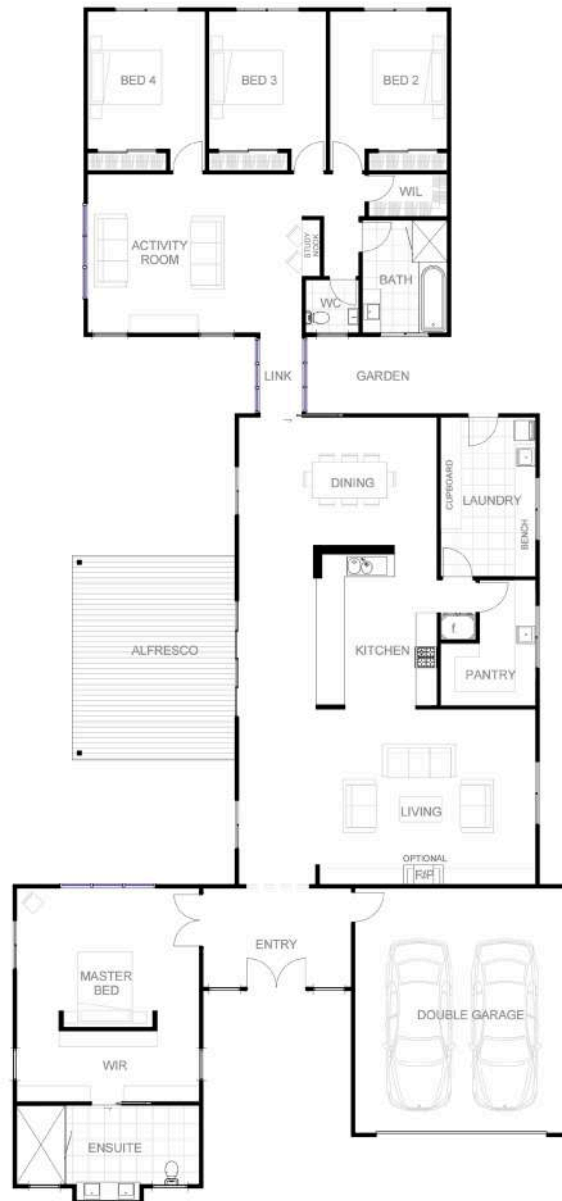 BED 4
BED 3
BED 2
WIL
ACTIVITY
ROOM
STUDY
NOOK
BATH
WC
LINK
GARDEN
DINING
CUPBOARD
LAUNDRY
BENCH
ALFRESCO
KITCHEN
f
PANTRY
LIVING
OPTIONAL
F/P
ENTRY
MASTER
BED
DOUBLE GARAGE
WIR
ENSUITE